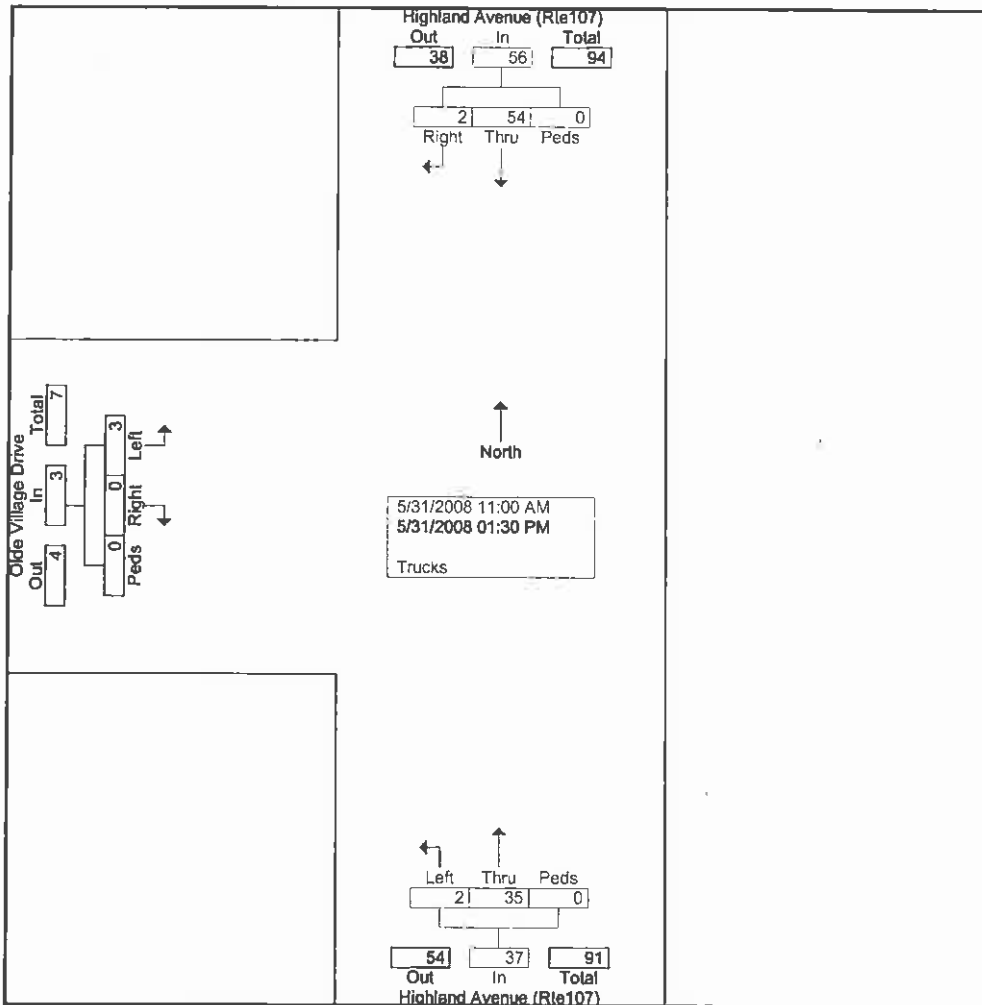 Highland Avenue (Rte107)
Out In Total
38 56 94
2 54 0
Right Thru Peds
Olde Village Drive
Out In Total
4 3 7
Peds Right Left
0 0 3
North
5/31/2008 11:00 AM
5/31/2008 01:30 PM
Trucks
Left Thru Peds
2 35 0
54 37 91
Out In Total
Highland Avenue (Rte107)